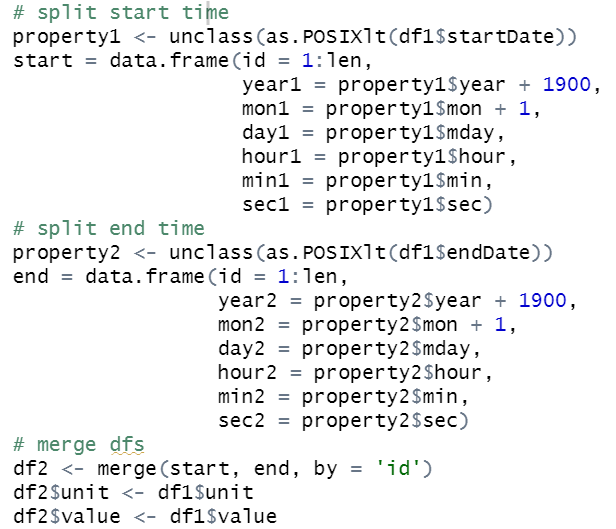 # split start time
property1 <- unclass(as.POSIXlt(df1$startDate))
start = data.frame(id = 1:len,
                   year1 = property1$year + 1900,
                   mon1 = property1$mon + 1,
                   day1 = property1$mday,
                   hour1 = property1$hour,
                   min1 = property1$min,
                   sec1 = property1$sec)
# split end time
property2 <- unclass(as.POSIXlt(df1$endDate))
end = data.frame(id = 1:len,
                 year2 = property2$year + 1900,
                 mon2 = property2$mon + 1,
                 day2 = property2$mday,
                 hour2 = property2$hour,
                 min2 = property2$min,
                 sec2 = property2$sec)
# merge dfs
df2 <- merge(start, end, by = 'id')
df2$unit <- df1$unit
df2$value <- df1$value